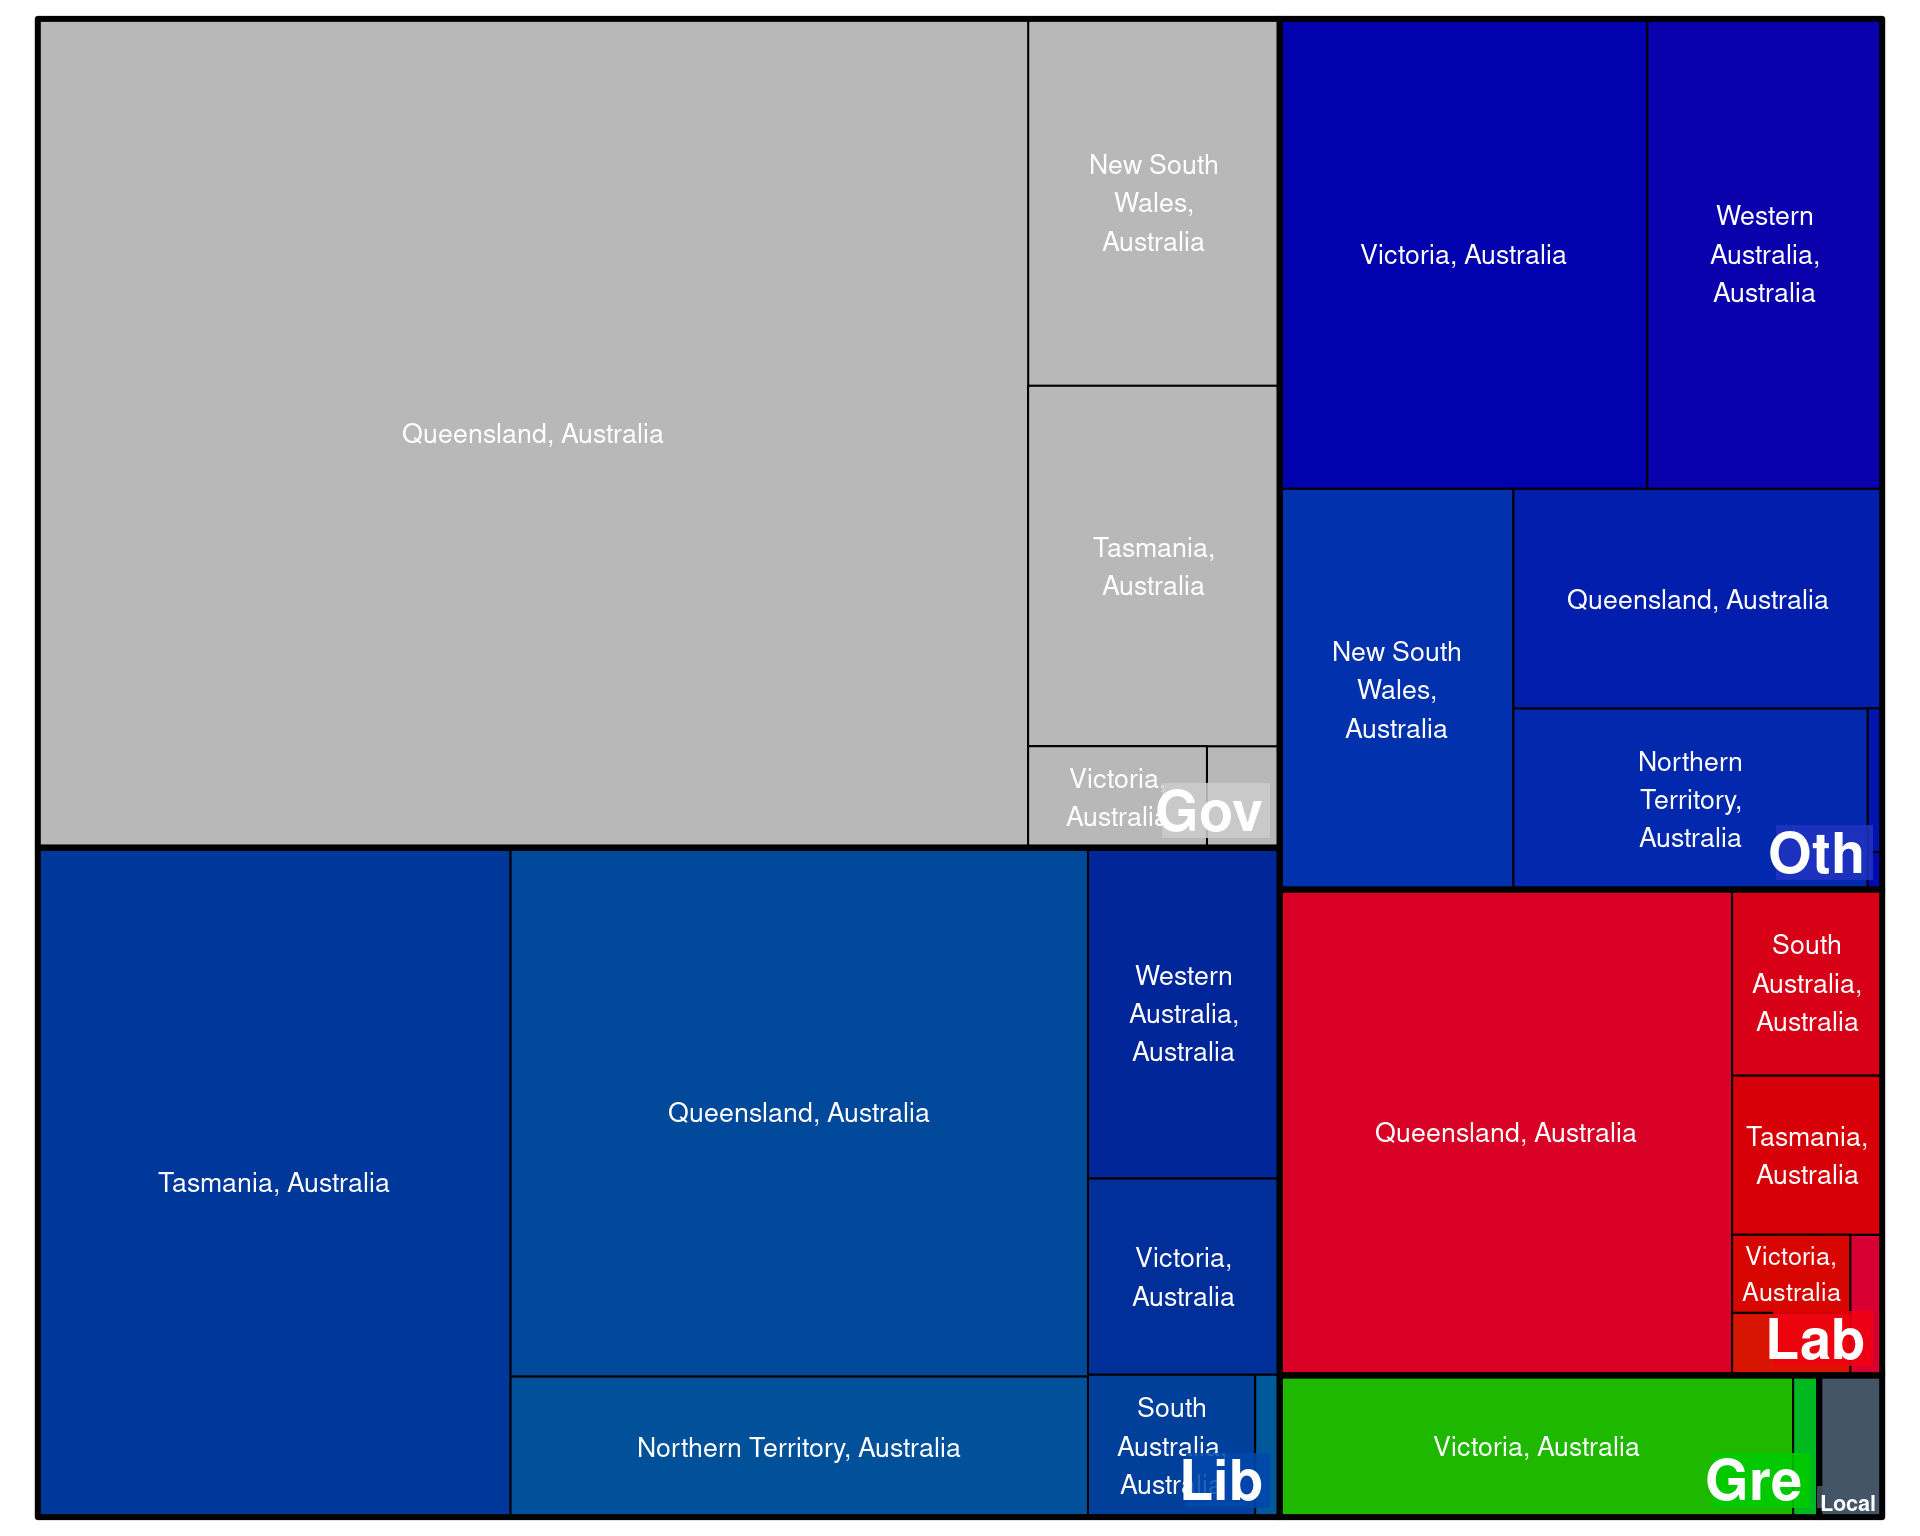 Queensland, Australia
New South
Wales,
Australia
Tasmania,
Australia
Victoria,
Australia
Gov
Tasmania, Australia
Queensland, Australia
Northern Territory, Australia
Western
Australia,
Australia
Victoria,
Australia
South
Australia,
Australia
Lib
Victoria, Australia
Western
Australia,
Australia
New South
Wales,
Australia
Queensland, Australia
Northern
Territory,
Australia
Oth
Queensland, Australia
South
Australia,
Australia
Tasmania,
Australia
Victoria,
Australia
Lab
Victoria, Australia
Gre
Local